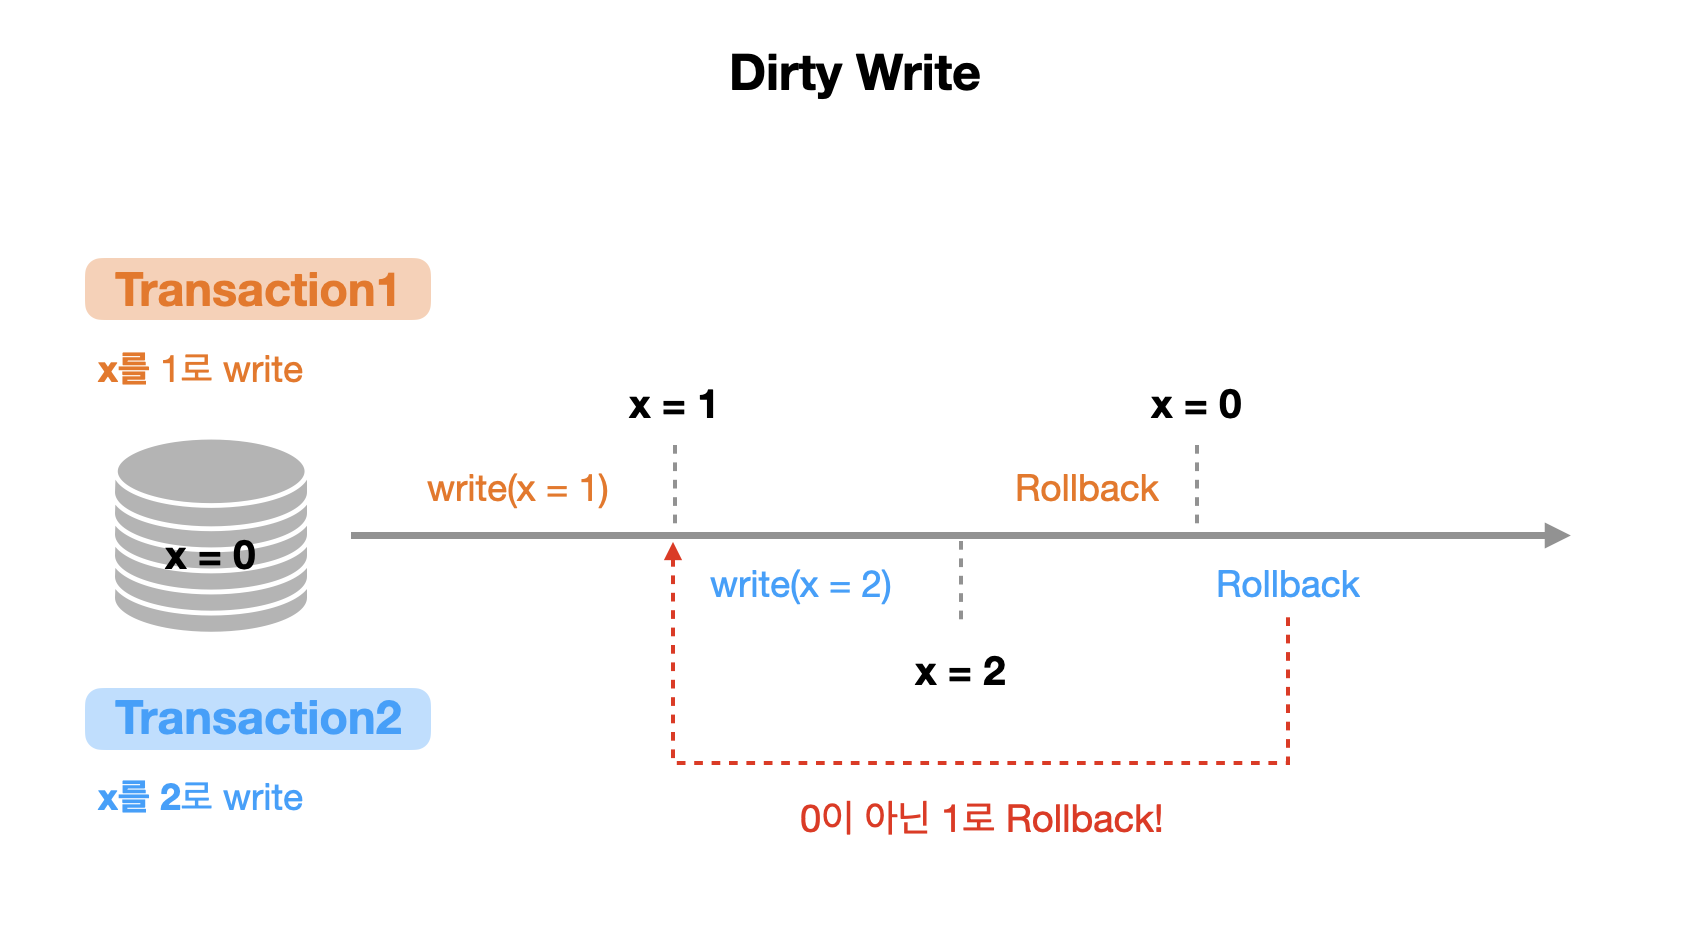 Dirty Write
Transaction1
x를 1로 write
x = 1
x = 0
write(x = 1)
Rollback
x = 0
write(x = 2)
Rollback
x = 2
Transaction2
x를 2로 write
0이 아닌 1로 Rollback!